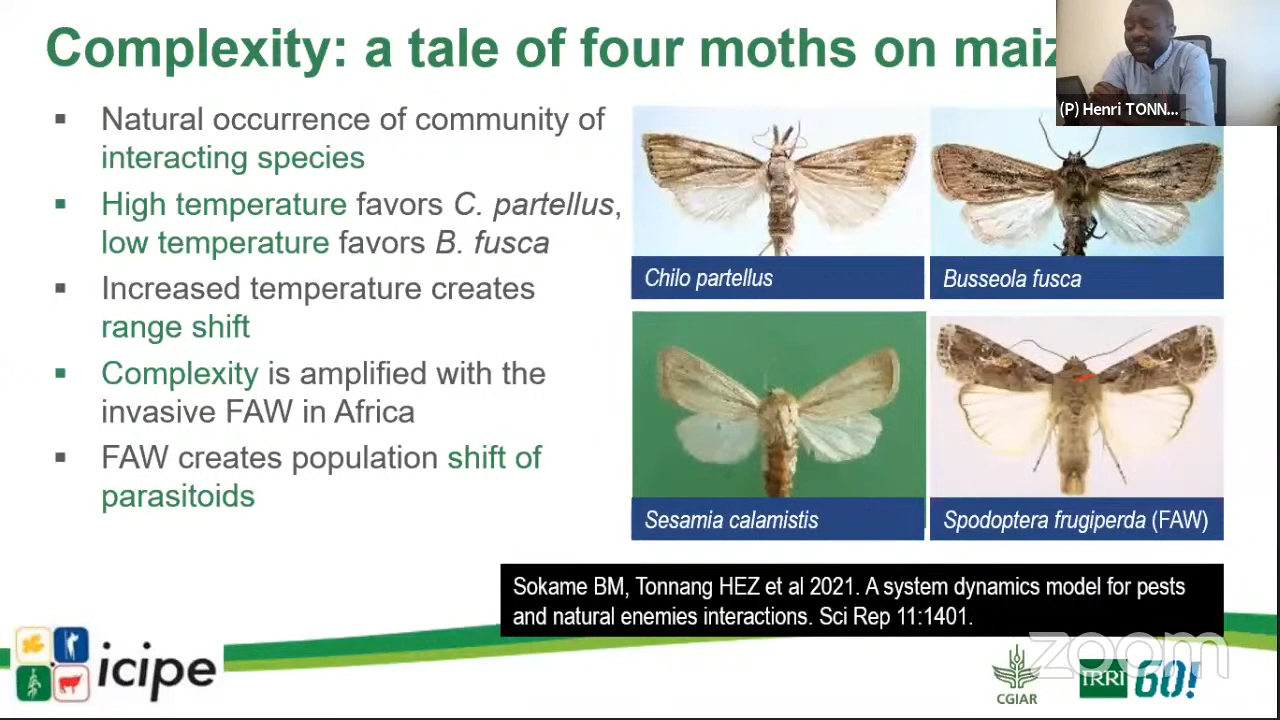 Complexity: a tale of four moths on maiz
(P) Henri TONN...
▪ Natural occurrence of community of
interacting species
▪ High temperature favors C. partellus,
low temperature favors B. fusca
▪ Increased temperature creates
range shift
▪ Complexity is amplified with the
invasive FAW in Africa
▪ FAW creates population shift of
parasitoids
Chilo partellus
Busseola fusca
Sesamia calamistis
Spodoptera frugiperda (FAW)
Sokame BM, Tonnang HEZ et al 2021. A system dynamics model for pests
and natural enemies interactions. Sci Rep 11:1401.
zoom
icipe
CGIAR
IRRI 60!